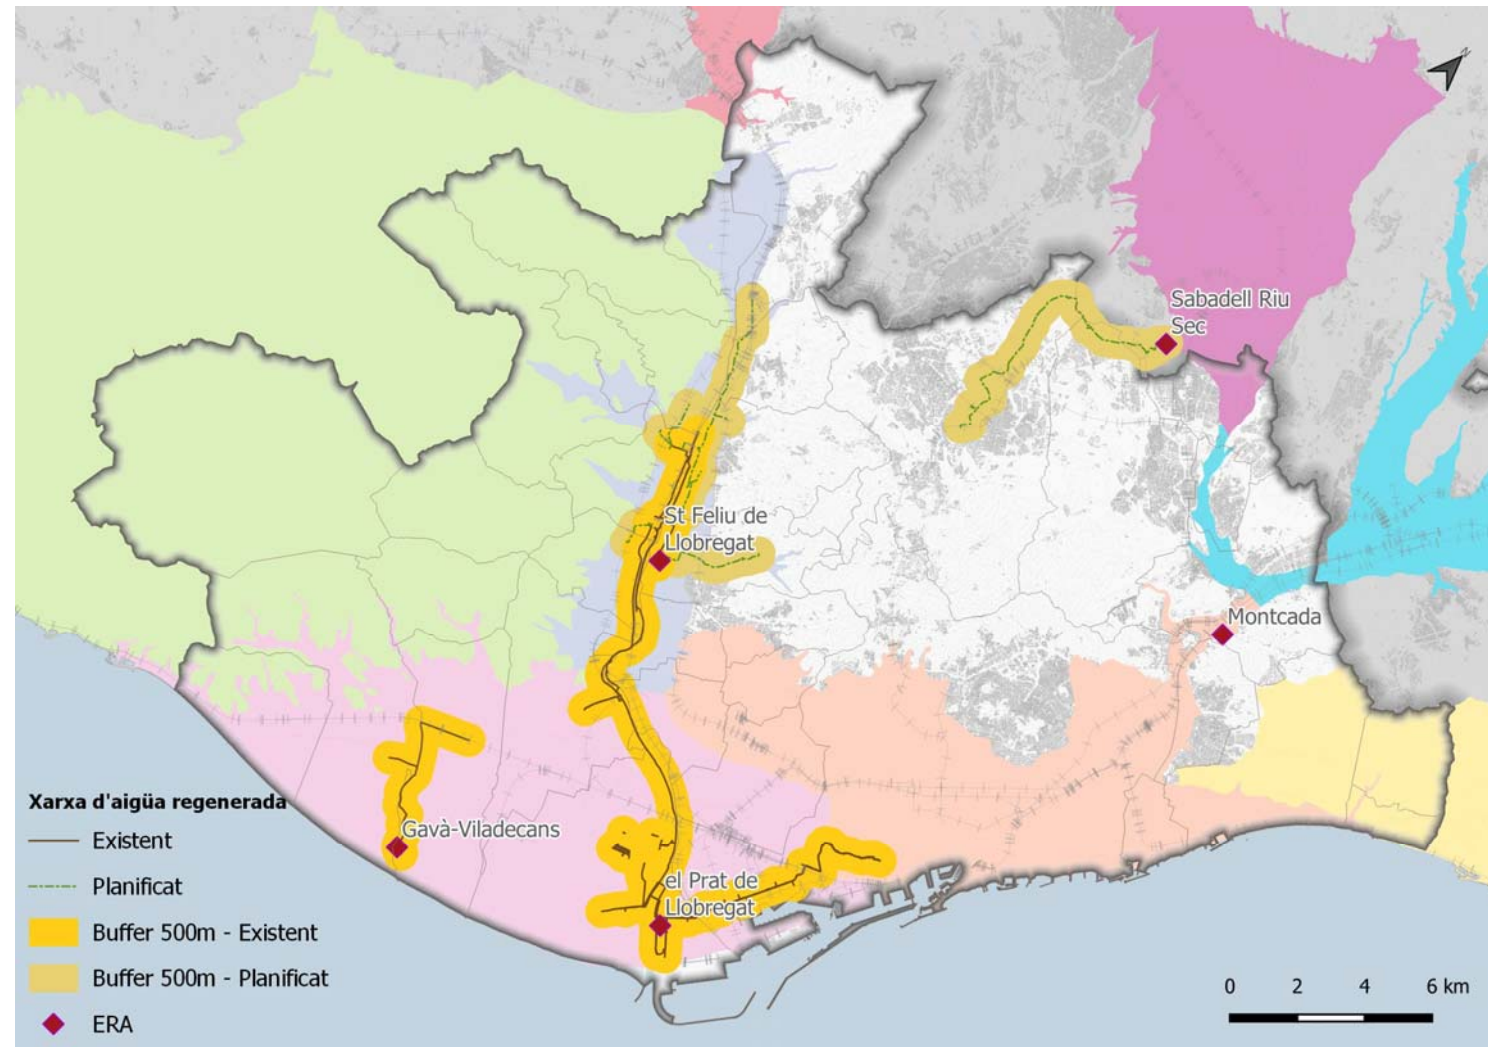 N
Sabadell Riu
Sec
St Feliu de
Llobregat
Montcada
Gavà-Viladecans
el Prat de
Llobregat
Xarxa d'aigüa regenerada
Existent
Planificat
Buffer 500m - Existent
Buffer 500m - Planificat
ERA
0 2 4 6 km